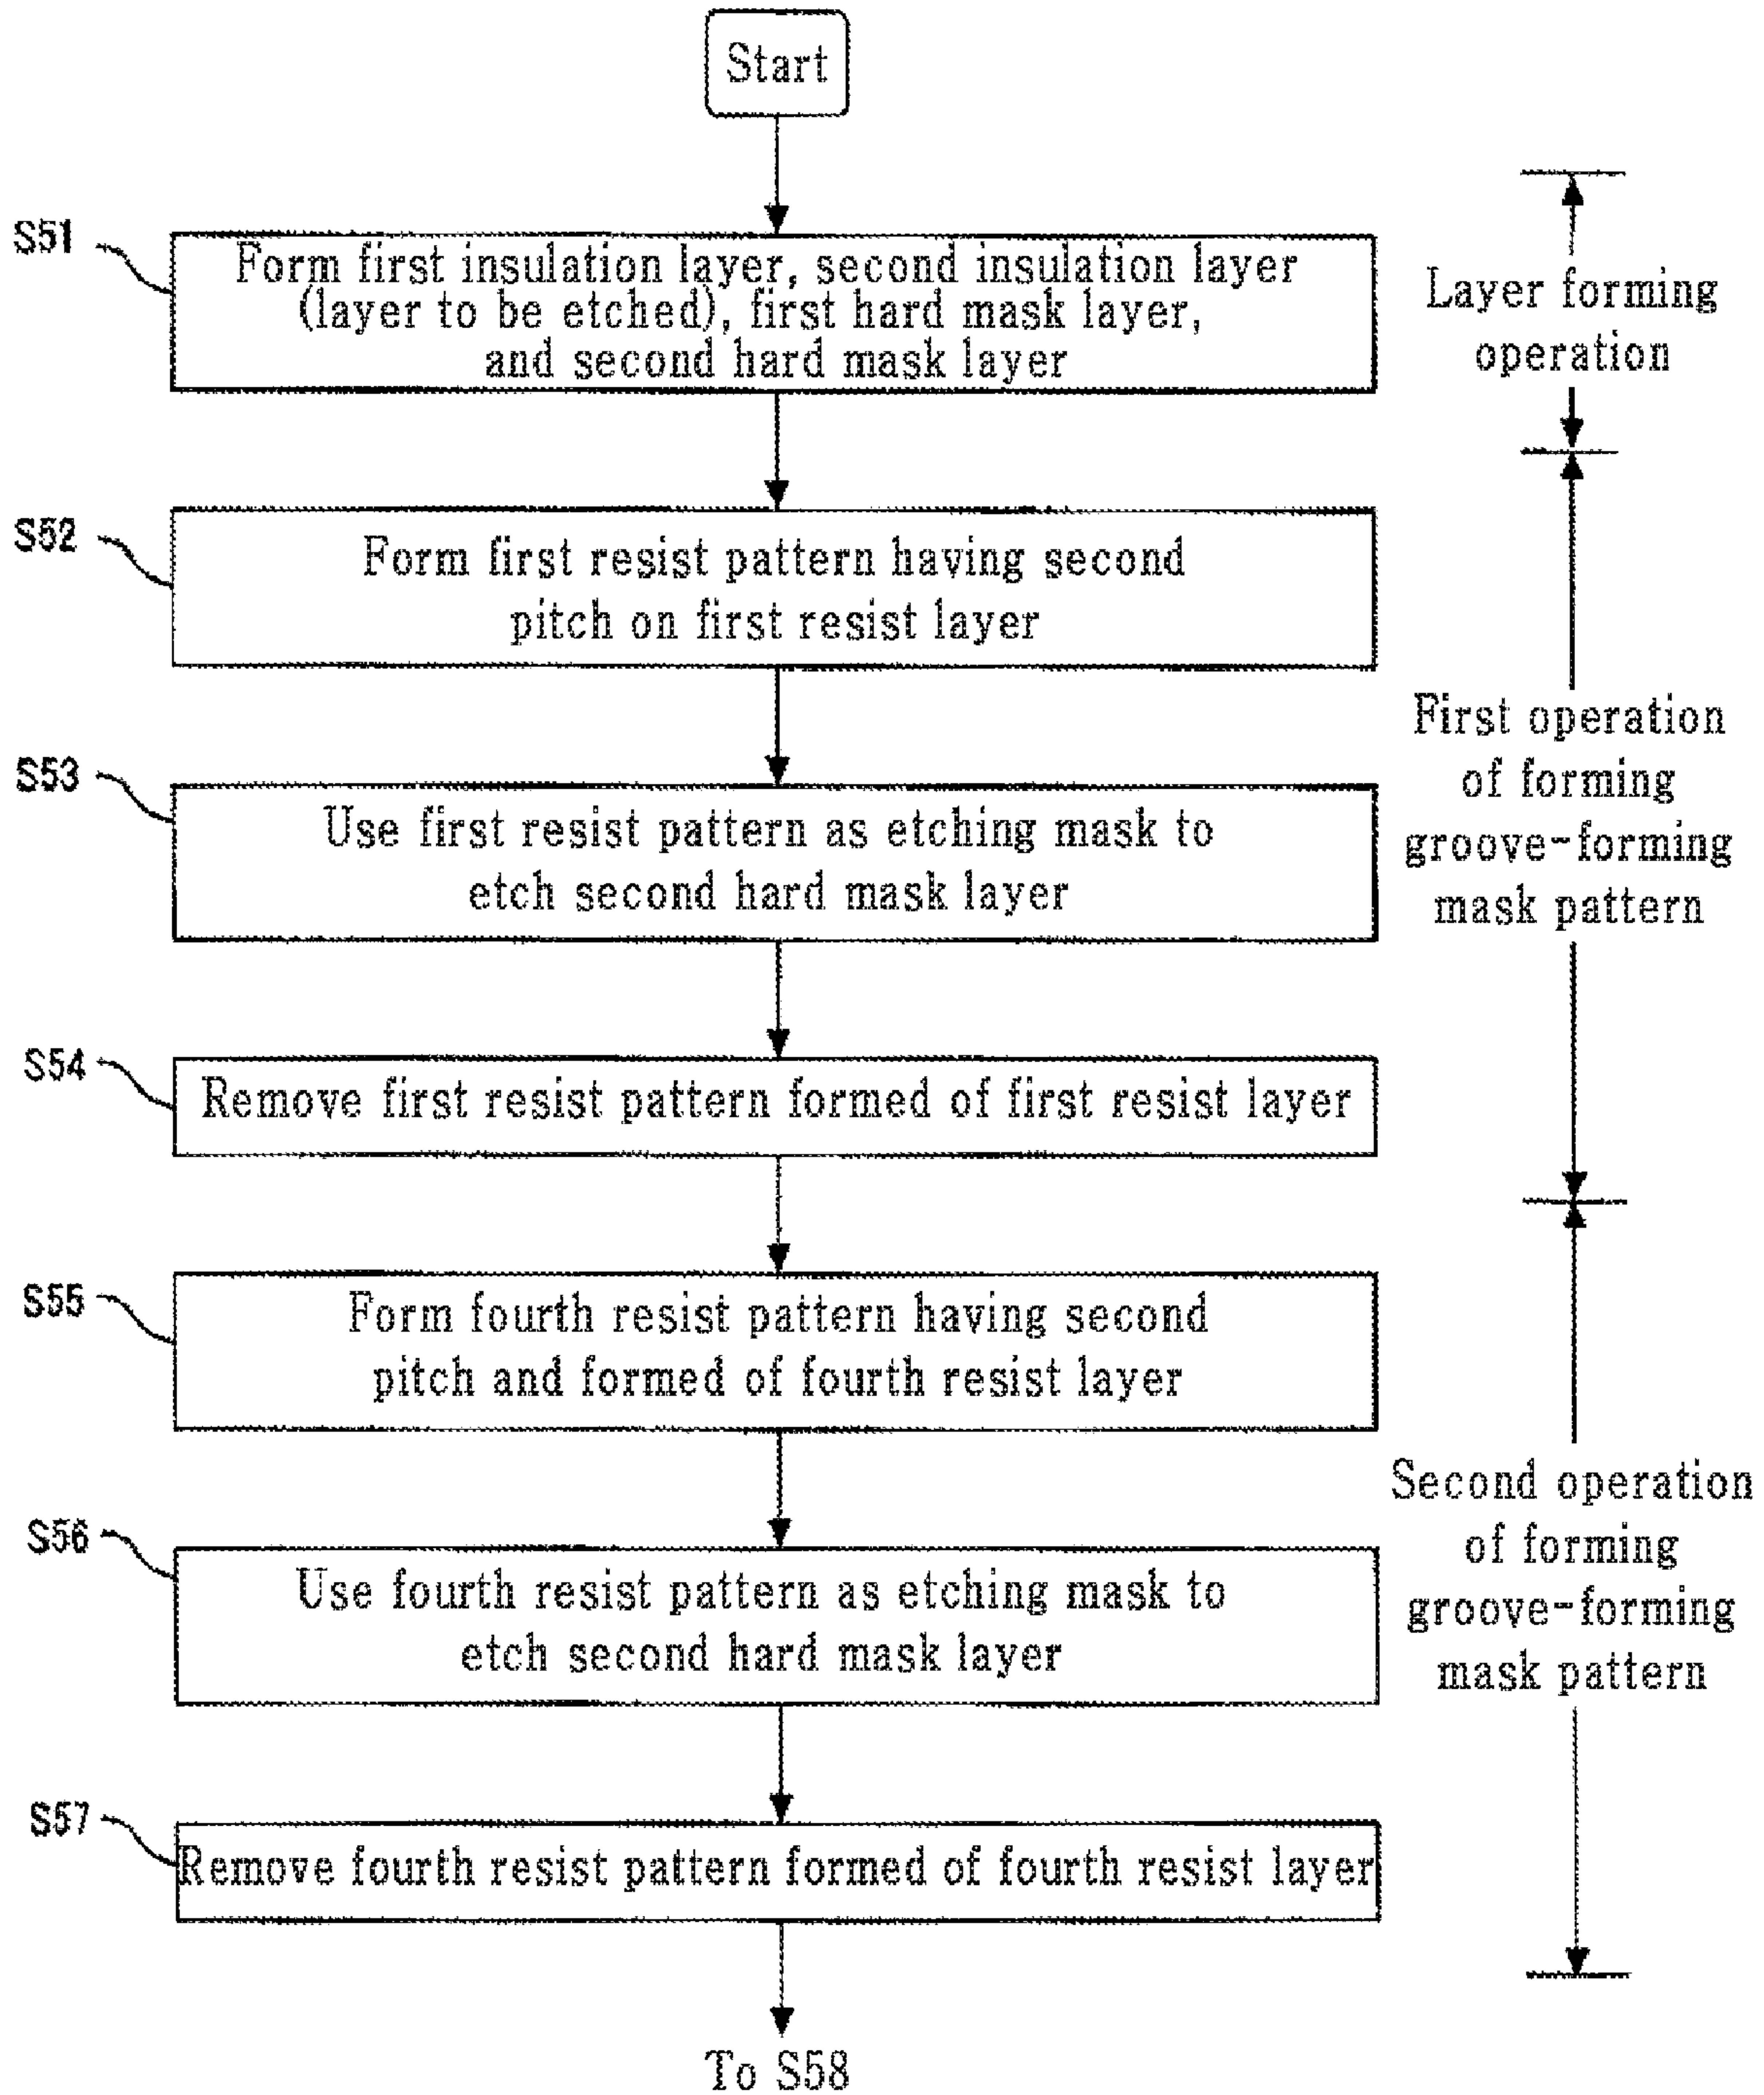 Start
S51
Form first insulation layer, second insulation layer
(layer to be etched), first hard mask layer,
and second hard mask layer
Layer forming
operation
S52
Form first resist pattern having second
pitch on first resist layer
S53
Use first resist pattern as etching mask to
etch second hard mask layer
First operation
of forming
groove-forming
mask pattern
S54
Remove first resist pattern formed of first resist layer
S55
Form fourth resist pattern having second
pitch and formed of fourth resist layer
S56
Use fourth resist pattern as etching mask to
etch second hard mask layer
Second operation
of forming
groove-forming
mask pattern
S57
Remove fourth resist pattern formed of fourth resist layer
To S58